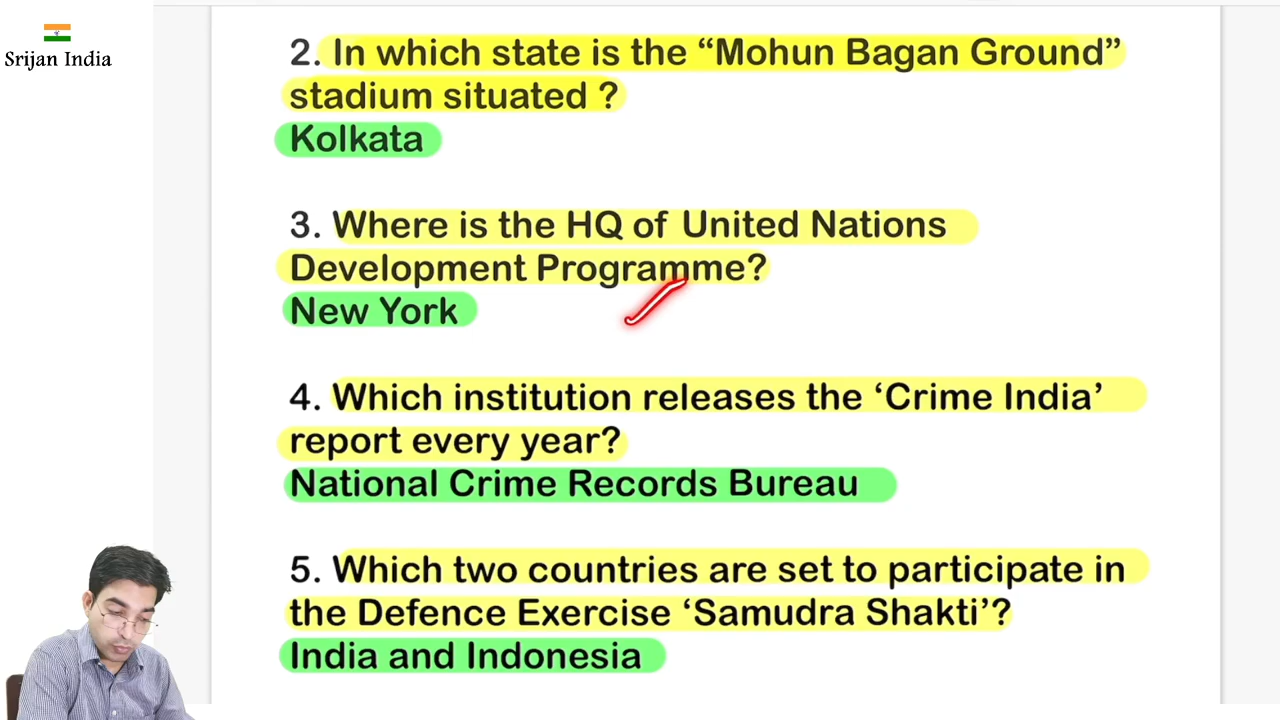 Srijan India
2. In which state is the “Mohun Bagan Ground”
stadium situated ?
Kolkata
3. Where is the HQ of United Nations
Development Programme?
New York
4. Which institution releases the ‘Crime India’
report every year?
National Crime Records Bureau
5. Which two countries are set to participate in
the Defence Exercise ‘Samudra Shakti’?
India and Indonesia